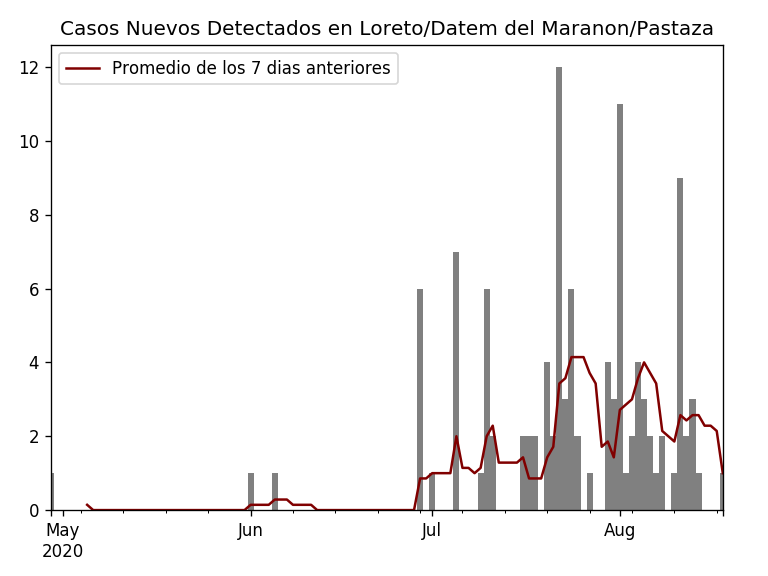 Casos Nuevos Detectados en Loreto/Datem del Maranon/Pastaza
Promedio de los 7 dias anteriores
12
10
8
6
4
2
0
May Jun Jul Aug
2020